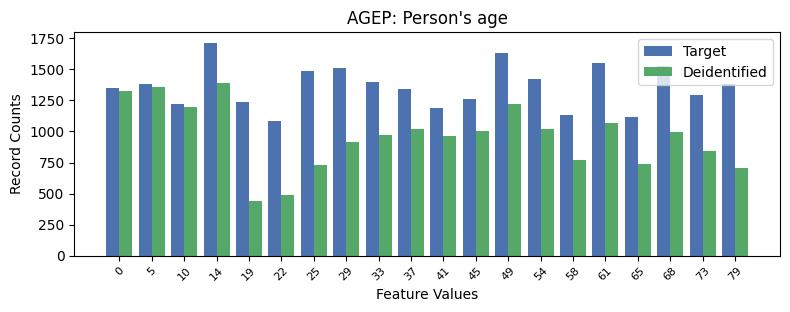 AGEP: Person's age
Record Counts
1750
1500
1250
1000
750
500
250
0
Target
Deidentified
0 5 10 14 19 22 25 29 33 37 41 45 49 54 58 61 65 68 73 79
Feature Values